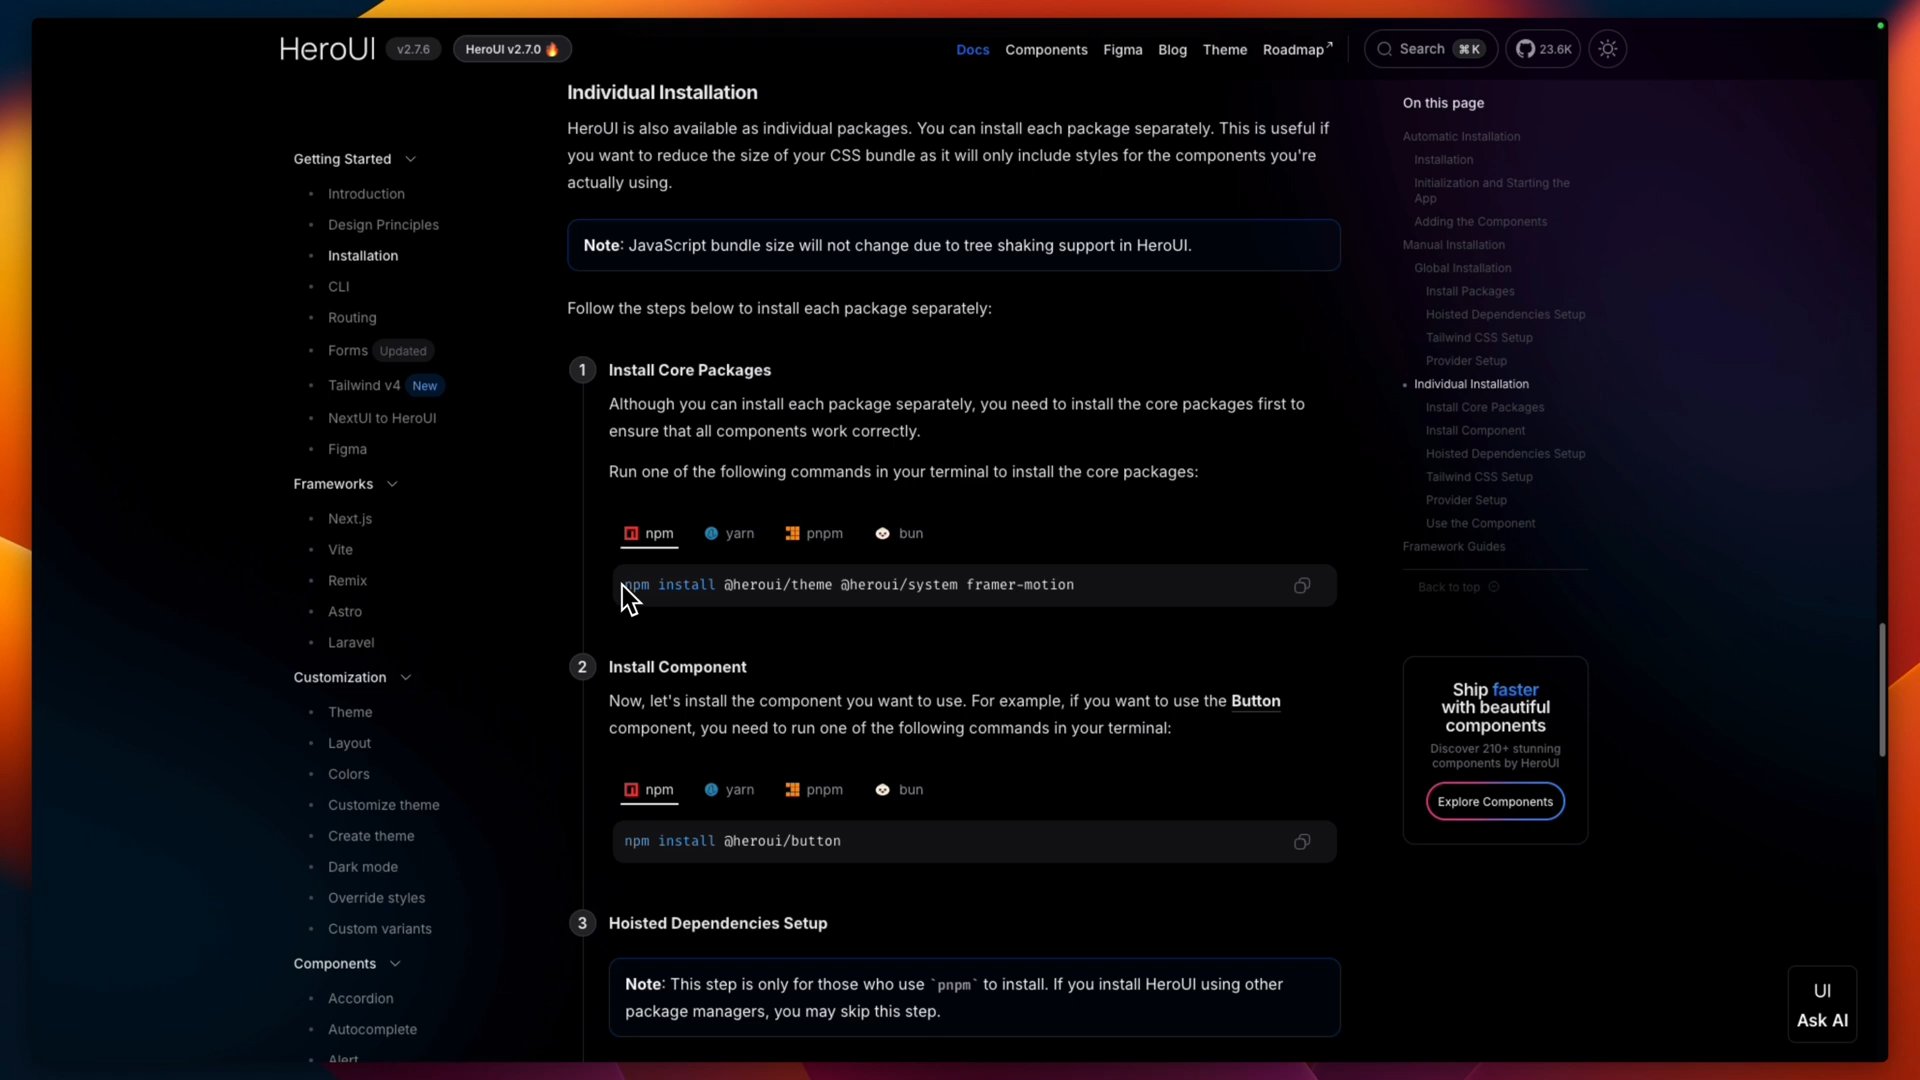 HeroUI v2.7.6 HeroUI v2.7.0 🔥 Docs Components Figma Blog Theme Roadmap↗ Search ⌘K 23.6K
Getting Started
Introduction
Design Principles
Installation
CLI
Routing
Forms Updated
Tailwind v4 New
NextUI to HeroUI
Figma
Frameworks
Next.js
Vite
Remix
Astro
Laravel
Customization
Theme
Layout
Colors
Customize theme
Create theme
Dark mode
Override styles
Custom variants
Components
Accordion
Autocomplete
Alert
Individual Installation
HeroUI is also available as individual packages. You can install each package separately. This is useful if
you want to reduce the size of your CSS bundle as it will only include styles for the components you're
actually using.
Note: JavaScript bundle size will not change due to tree shaking support in HeroUI.
Follow the steps below to install each package separately:
1 Install Core Packages
Although you can install each package separately, you need to install the core packages first to
ensure that all components work correctly.
Run one of the following commands in your terminal to install the core packages:
npm yarn pnpm bun
npm install @heroui/theme @heroui/system framer-motion
2 Install Component
Now, let's install the component you want to use. For example, if you want to use the Button
component, you need to run one of the following commands in your terminal:
npm yarn pnpm bun
npm install @heroui/button
3 Hoisted Dependencies Setup
Note: This step is only for those who use `pnpm` to install. If you install HeroUI using other
package managers, you may skip this step.
On this page
Automatic Installation
Installation
Initialization and Starting the
App
Adding the Components
Manual Installation
Global Installation
Install Packages
Hoisted Dependencies Setup
Tailwind CSS Setup
Provider Setup
Individual Installation
Install Core Packages
Install Component
Hoisted Dependencies Setup
Tailwind CSS Setup
Provider Setup
Use the Component
Framework Guides
Back to top
Ship faster
with beautiful
components
Discover 210+ stunning
components by HeroUI
Explore Components
UI
Ask AI